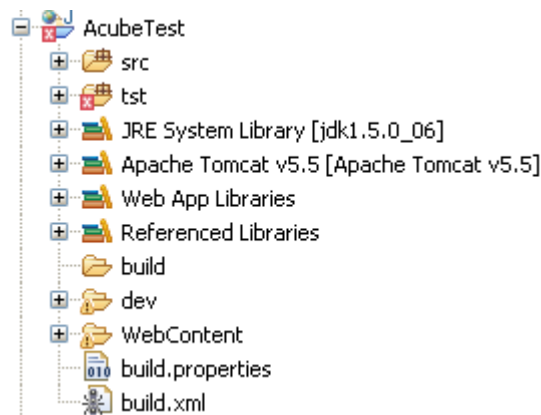 AcubeTest
src
tst
JRE System Library [jdk1.5.0_06]
Apache Tomcat v5.5 [Apache Tomcat v5.5]
Web App Libraries
Referenced Libraries
build
dev
WebContent
010 build.properties
build.xml